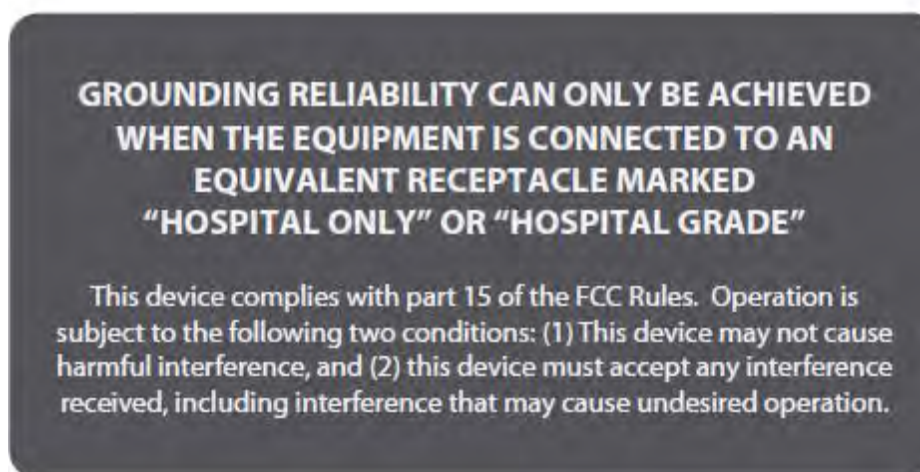 GROUNDING RELIABILITY CAN ONLY BE ACHIEVED
WHEN THE EQUIPMENT IS CONNECTED TO AN
EQUIVALENT RECEPTACLE MARKED
“HOSPITAL ONLY” OR “HOSPITAL GRADE”
This device complies with part 15 of the FCC Rules. Operation is
subject to the following two conditions: (1) This device may not cause
harmful interference, and (2) this device must accept any interference
received, including interference that may cause undesired operation.